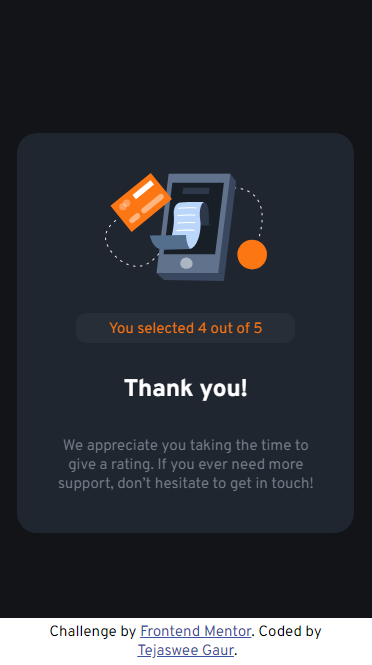 You selected 4 out of 5
Thank you!
We appreciate you taking the time to
give a rating. If you ever need more
support, don’t hesitate to get in touch!
Challenge by Frontend Mentor. Coded by
Tejaswee Gaur.